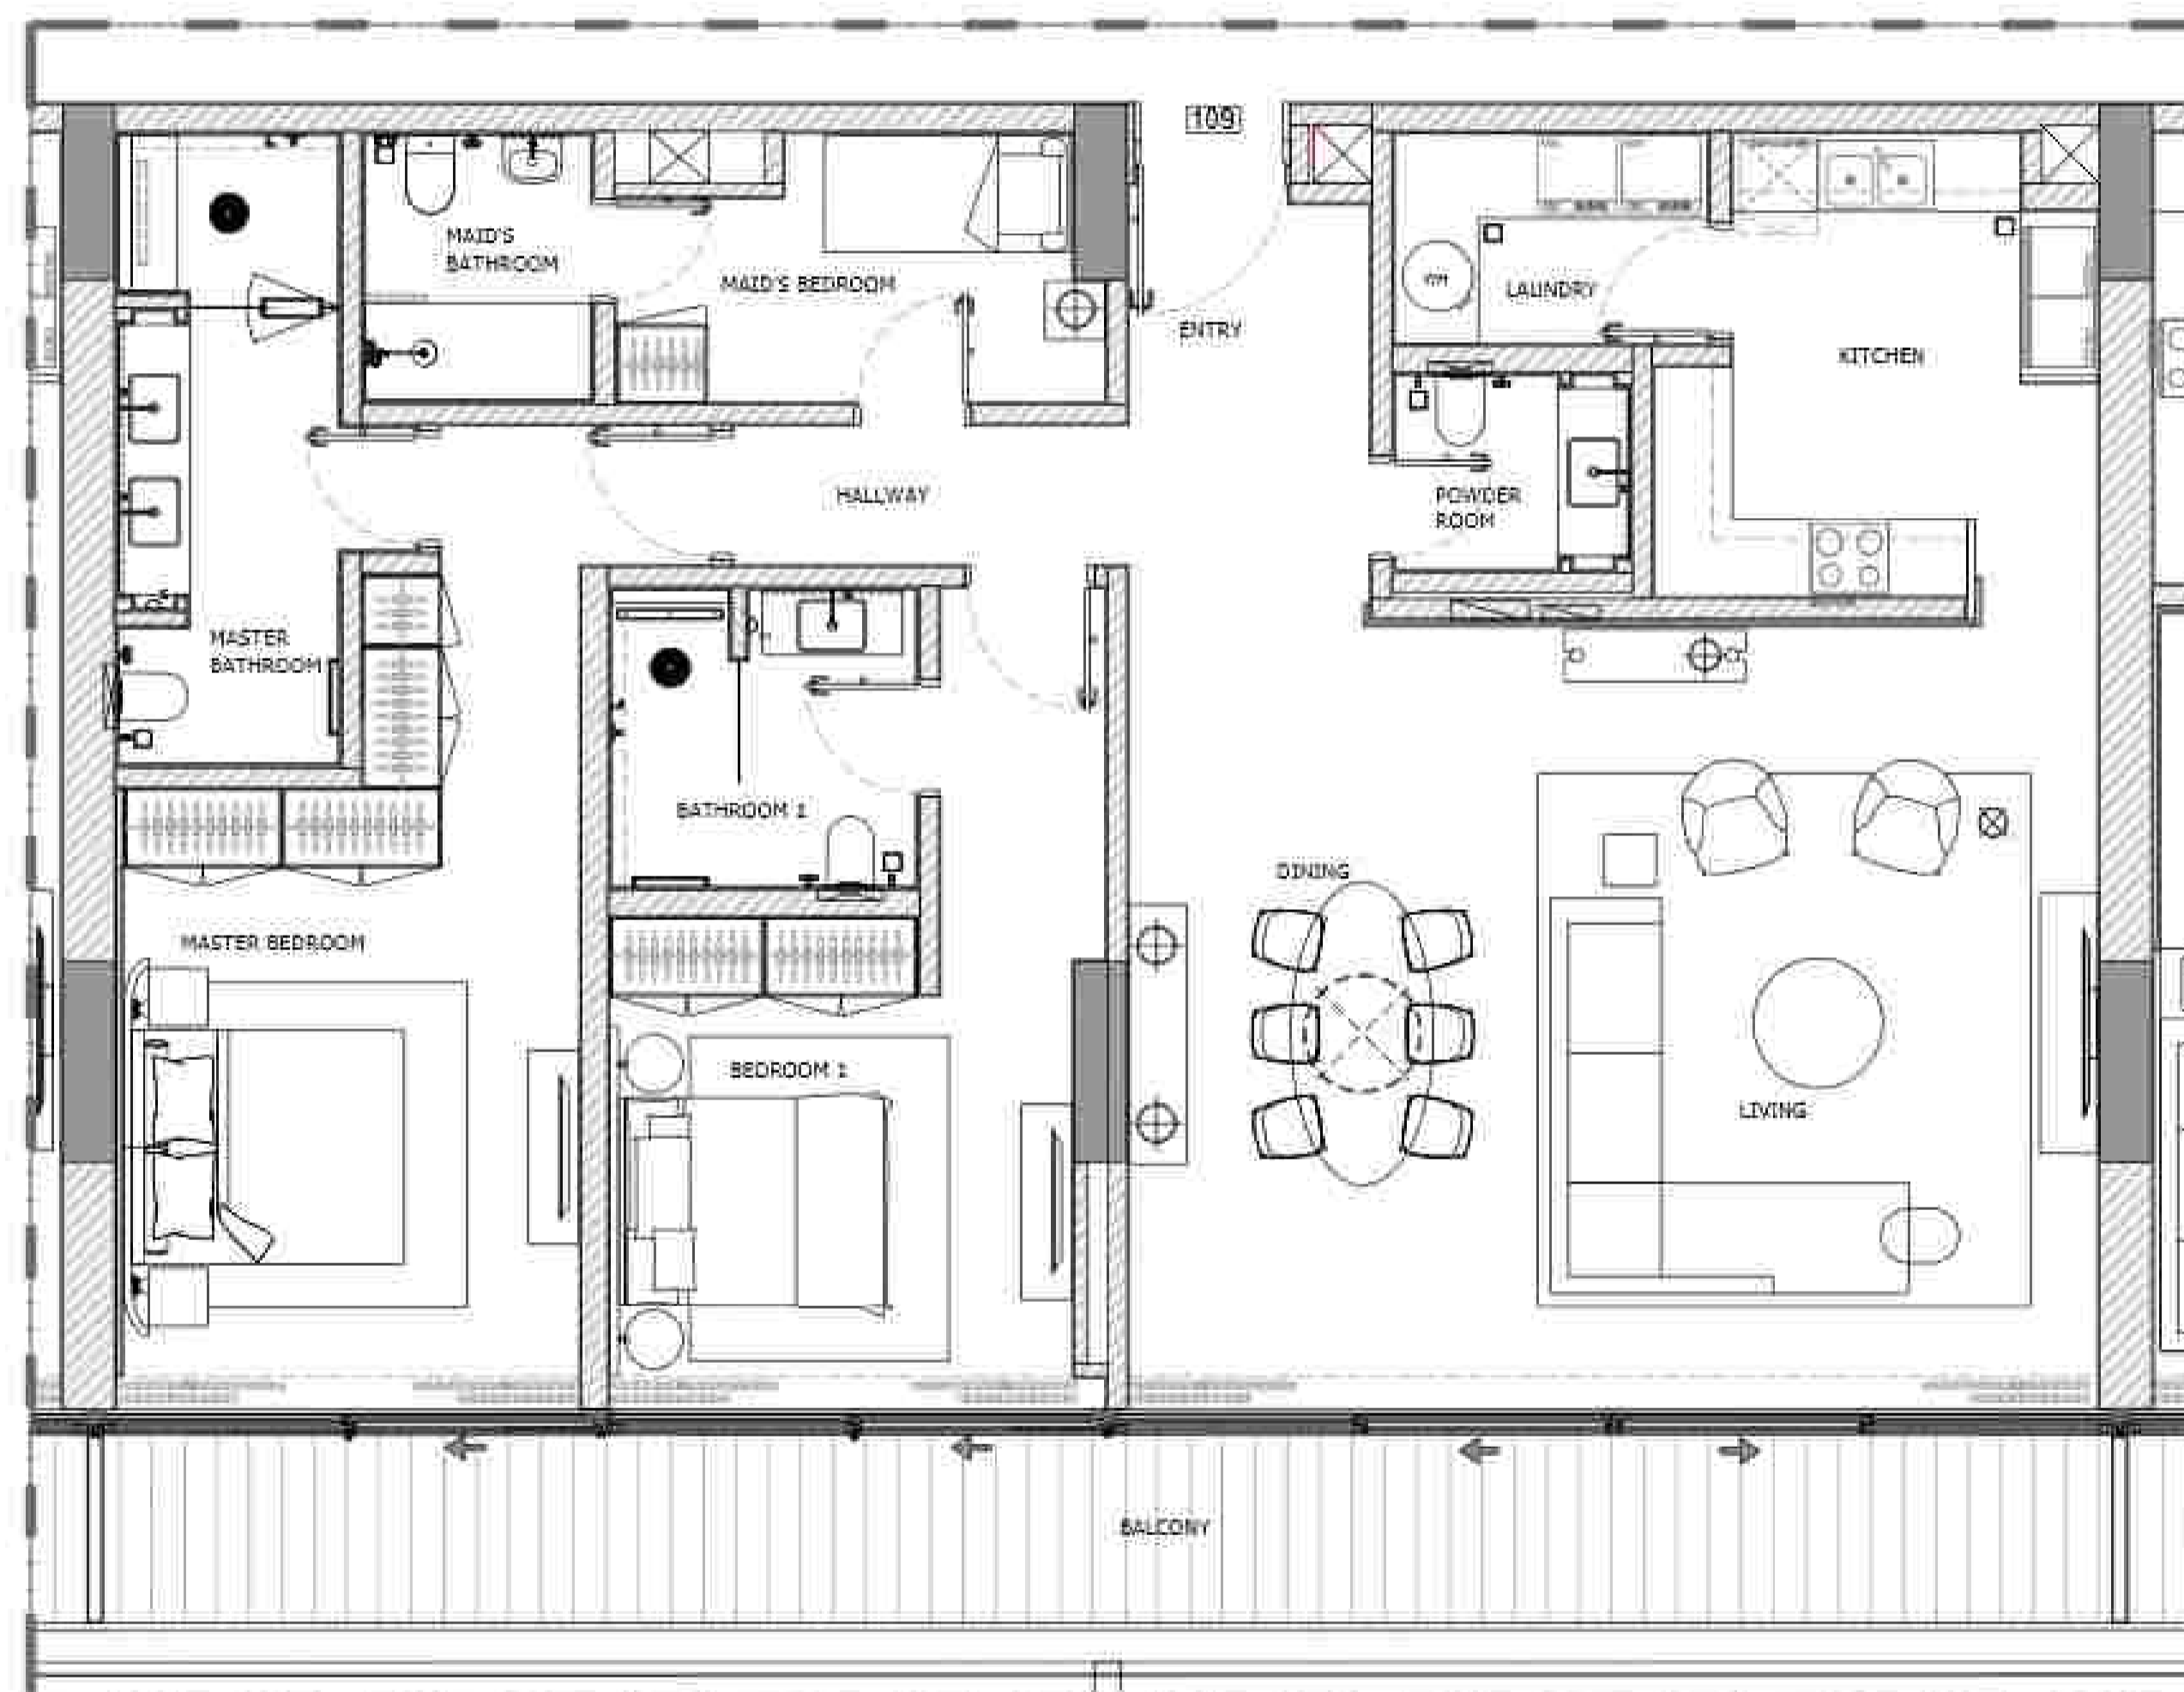 109
MAID'S
BATHROOM
MAID'S BEDROOM
ENTRY
LAUNDRY
WH
KITCHEN
HALLWAY
POWDER
ROOM
MASTER
BATHROOM
BATHROOM 1
DINING
MASTER BEDROOM
BEDROOM 1
LIVING
BALCONY